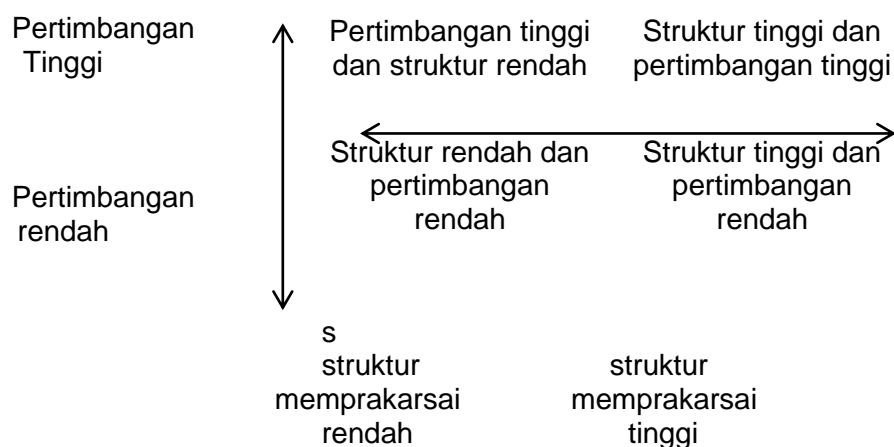 Pertimbangan
Tinggi
Pertimbangan tinggi
dan struktur rendah
Struktur tinggi dan
pertimbangan tinggi
Pertimbangan
rendah
Struktur rendah dan
pertimbangan
rendah
Struktur tinggi dan
pertimbangan
rendah
s
struktur
memprakarsai
rendah
struktur
memprakarsai
tinggi